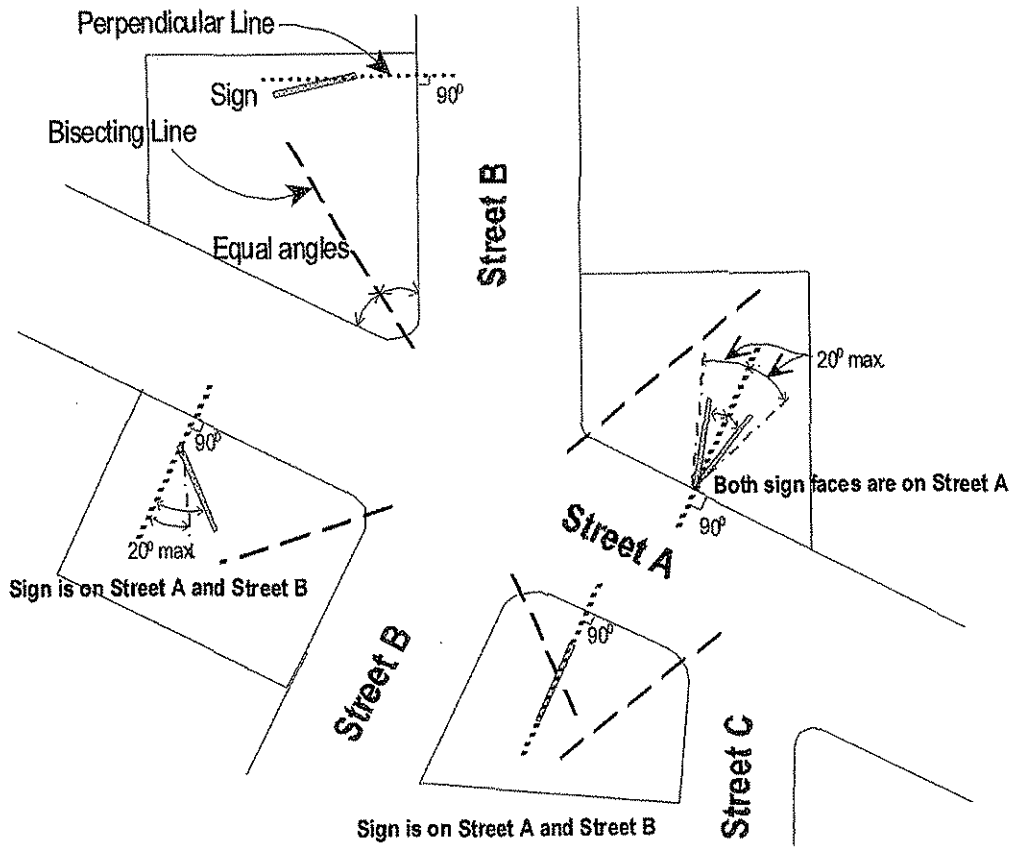 Perpendicular Line
Sign
90⁰
Bisecting Line
Street B
Equal angles
20⁰ max.
90⁰
Both sign faces are on Street A
90⁰
Street A
20⁰ max.
Sign is on Street A and Street B
90⁰
Street B
Street C
Sign is on Street A and Street B